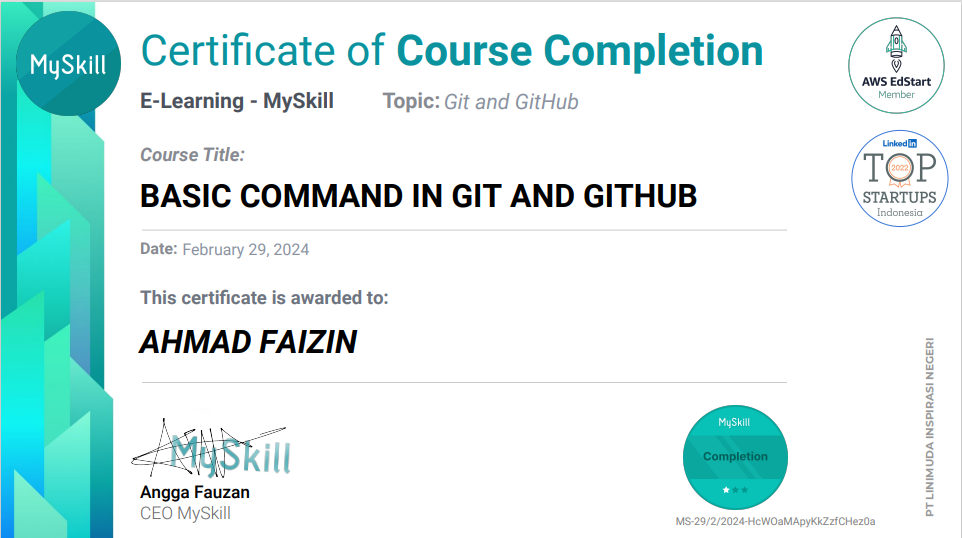 MySkill
Certificate of Course Completion
E-Learning - MySkill Topic: Git and GitHub
Course Title:
BASIC COMMAND IN GIT AND GITHUB
Date: February 29, 2024
This certificate is awarded to:
AHMAD FAIZIN
MySkill
Angga Fauzan
CEO MySkill
MySkill
Completion
MS-29/2/2024-HcWOaMApyKkZzfCHez0a
AWS EdStart
Member
LinkedIn
TOP
2022
STARTUPS
Indonesia
PT LINIMUDA INSPIRASI NEGERI